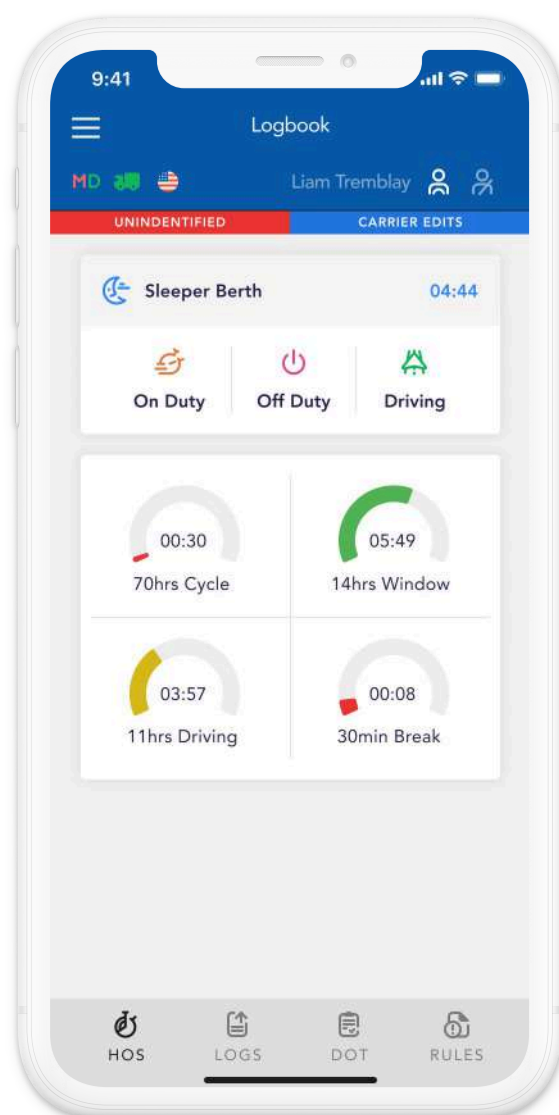 9:41
Logbook
MD
Liam Tremblay
UNINDENTIFIED
CARRIER EDITS
Sleeper Berth
04:44
On Duty
Off Duty
Driving
00:30
70hrs Cycle
05:49
14hrs Window
03:57
11hrs Driving
00:08
30min Break
HOS
LOGS
DOT
RULES